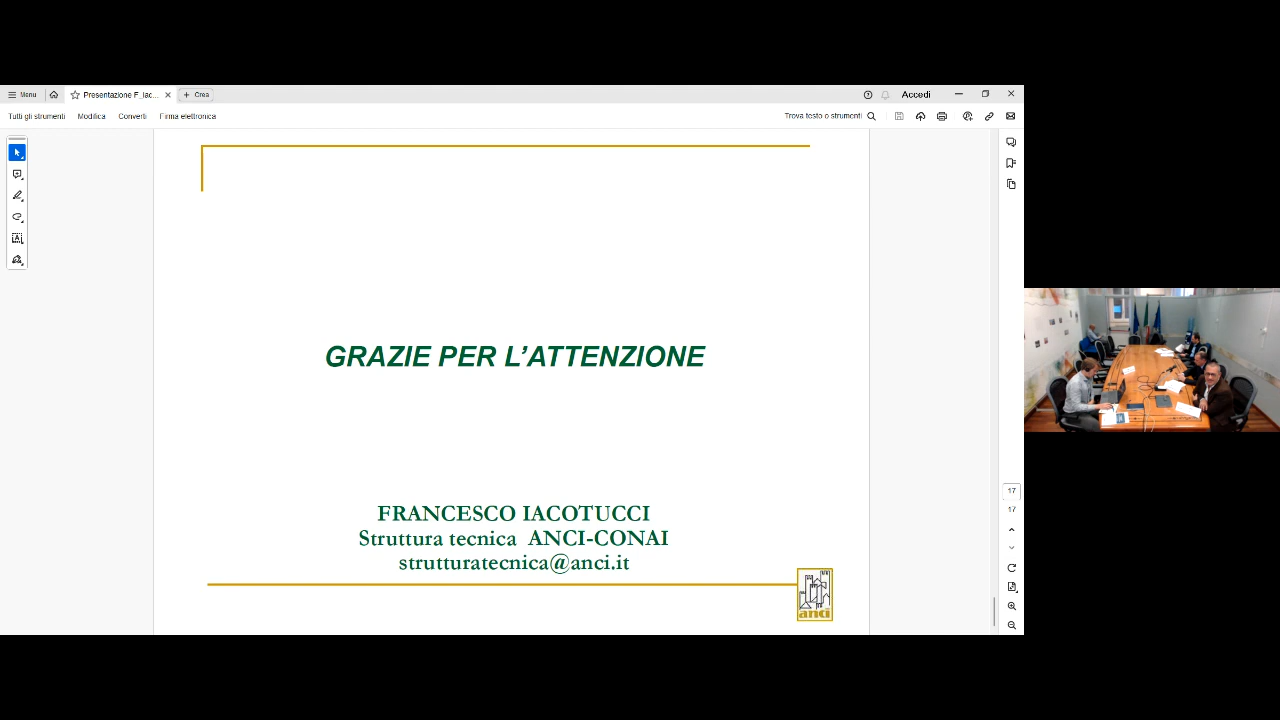 Menu
Presentazione F_Iac...
Crea
Accedi
Tutti gli strumenti
Modifica
Converti
Firma elettronica
Trova testo o strumenti
GRAZIE PER L’ATTENZIONE
FRANCESCO IACOTUCCI
Struttura tecnica ANCI-CONAI
strutturatecnica@anci.it
anci
17
17